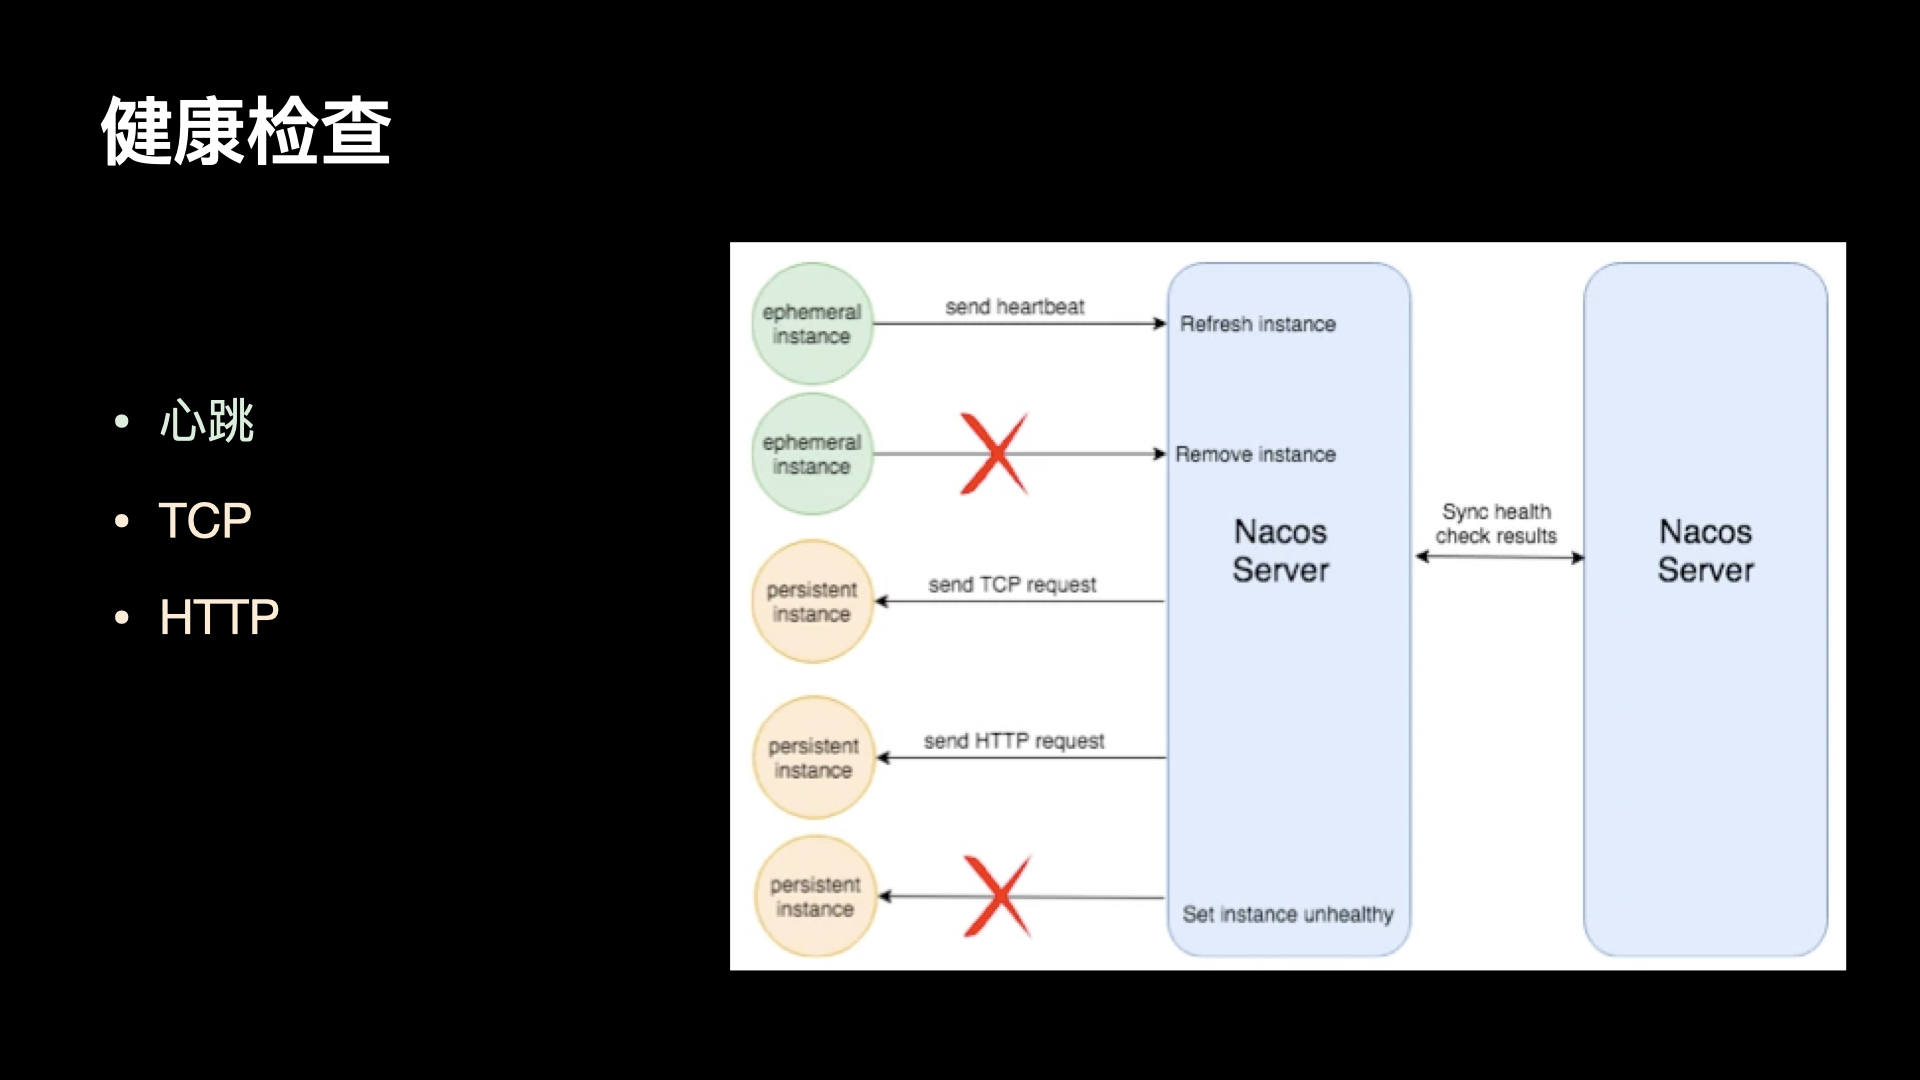 健康检查
• 心跳
• TCP
• HTTP
ephemeral
instance
send heartbeat
Refresh instance
ephemeral
instance
Remove instance
Nacos
Server
Sync health
check results
Nacos
Server
persistent
instance
send TCP request
persistent
instance
send HTTP request
persistent
instance
Set instance unhealthy